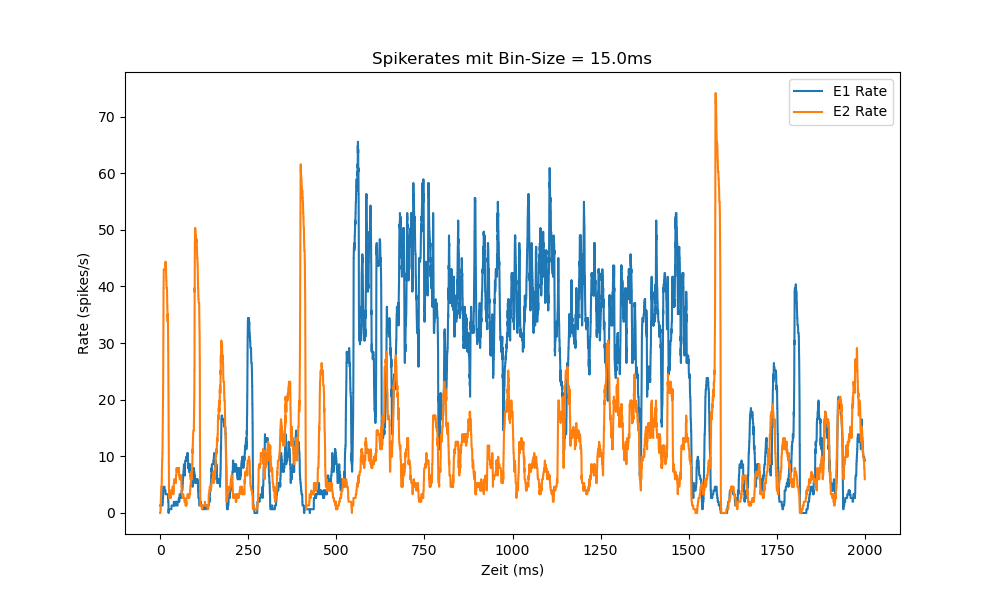 Spikerates mit Bin-Size = 15.0ms
E1 Rate
E2 Rate
Rate (spikes/s)
70
60
50
40
30
20
10
0
0 250 500 750 1000 1250 1500 1750 2000
Zeit (ms)